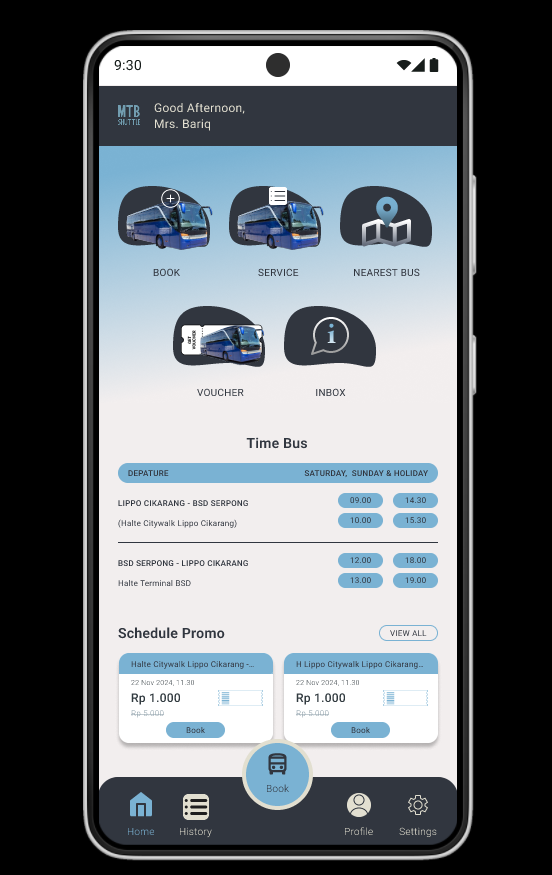 9:30
MTB
SHUTTLE
Good Afternoon,
Mrs. Bariq
BOOK
SERVICE
NEAREST BUS
GIFT
VOUCHER
i
VOUCHER
INBOX
Time Bus
DEPATURE
SATURDAY, SUNDAY & HOLIDAY
LIPPO CIKARANG - BSD SERPONG
09.00
14.30
(Halte Citywalk Lippo Cikarang)
10.00
15.30
BSD SERPONG - LIPPO CIKARANG
12.00
18.00
Halte Terminal BSD
13.00
19.00
Schedule Promo
VIEW ALL
Halte Citywalk Lippo Cikarang -...
22 Nov 2024, 11.30
Rp 1.000
Rp 5.000
Book
H Lippo Citywalk Lippo Cikarang...
22 Nov 2024, 11.30
Rp 1.000
Rp 5.000
Book
Book
Home
History
Profile
Settings